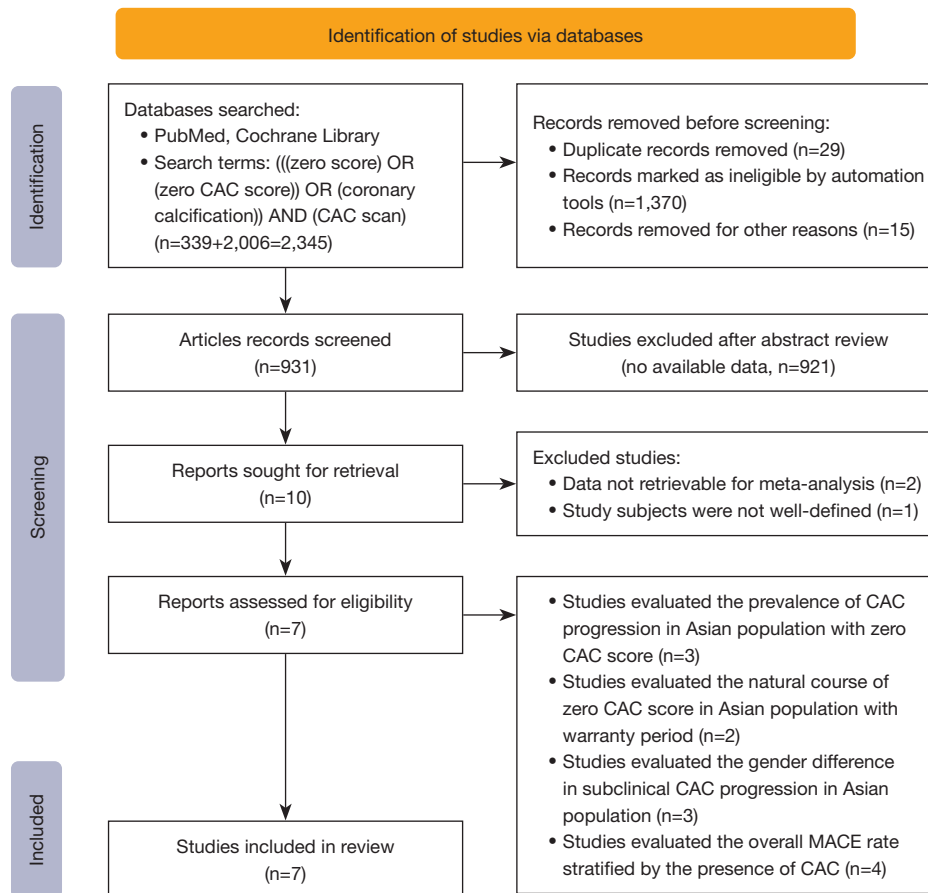 Identification of studies via databases
Identification
Databases searched:
• PubMed, Cochrane Library
• Search terms: (((zero score) OR
(zero CAC score)) OR (coronary
calcification)) AND (CAC scan)
(n=339+2,006=2,345)
Records removed before screening:
• Duplicate records removed (n=29)
• Records marked as ineligible by automation
tools (n=1,370)
• Records removed for other reasons (n=15)
Screening
Articles records screened
(n=931)
Studies excluded after abstract review
(no available data, n=921)
Reports sought for retrieval
(n=10)
Excluded studies:
• Data not retrievable for meta-analysis (n=2)
• Study subjects were not well-defined (n=1)
Reports assessed for eligibility
(n=7)
• Studies evaluated the prevalence of CAC
progression in Asian population with zero
CAC score (n=3)
• Studies evaluated the natural course of
zero CAC score in Asian population with
warranty period (n=2)
• Studies evaluated the gender difference
in subclinical CAC progression in Asian
population (n=3)
• Studies evaluated the overall MACE rate
stratified by the presence of CAC (n=4)
Included
Studies included in review
(n=7)